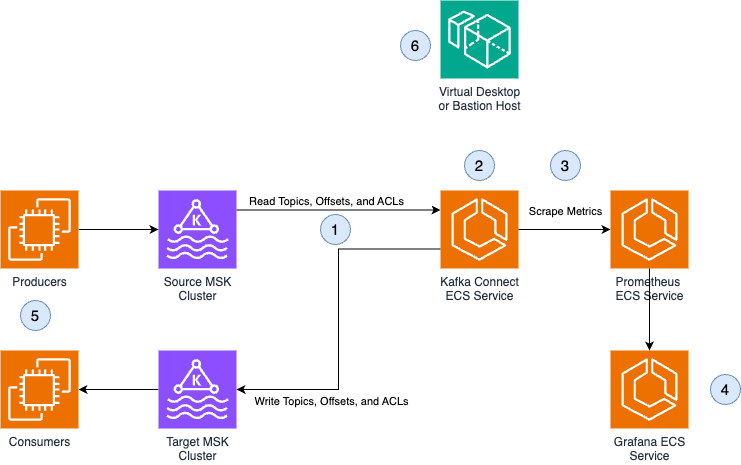 6
Virtual Desktop
or Bastion Host
2
3
Read Topics, Offsets, and ACLs
1
Scrape Metrics
K
Producers
Source MSK
Cluster
Kafka Connect
ECS Service
Prometheus
ECS Service
5
K
4
Write Topics, Offsets, and ACLs
Consumers
Target MSK
Cluster
Grafana ECS
Service